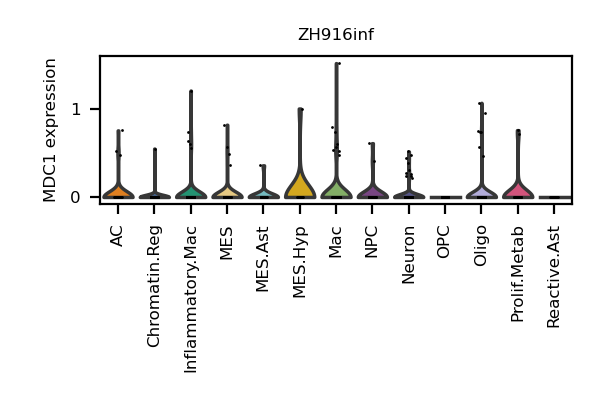 ZH916inf
MDC1 expression
1
0
AC
Chromatin.Reg
Inflammatory.Mac
MES
MES.Ast
MES.Hyp
Mac
NPC
Neuron
OPC
Oligo
Prolif.Metab
Reactive.Ast